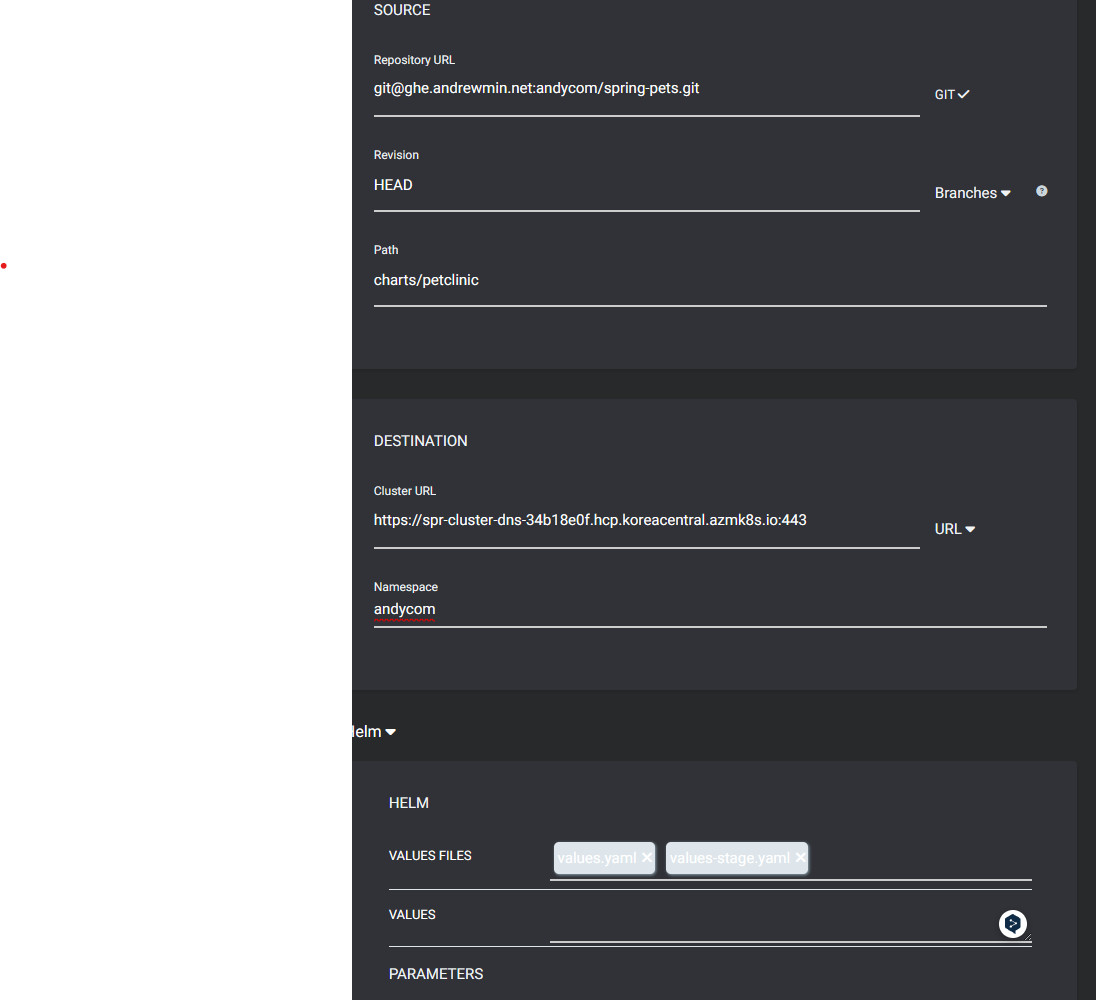 SOURCE
Repository URL
git@ghe.andrewmin.net:andycom/spring-pets.git
GIT
Revision
HEAD
Branches
?
Path
charts/petclinic
DESTINATION
Cluster URL
https://spr-cluster-dns-34b18e0f.hcp.koreacentral.azmk8s.io:443
URL
Namespace
andycom
elm
HELM
VALUES FILES
values.yaml ✕ values-stage.yaml ✕
VALUES
PARAMETERS